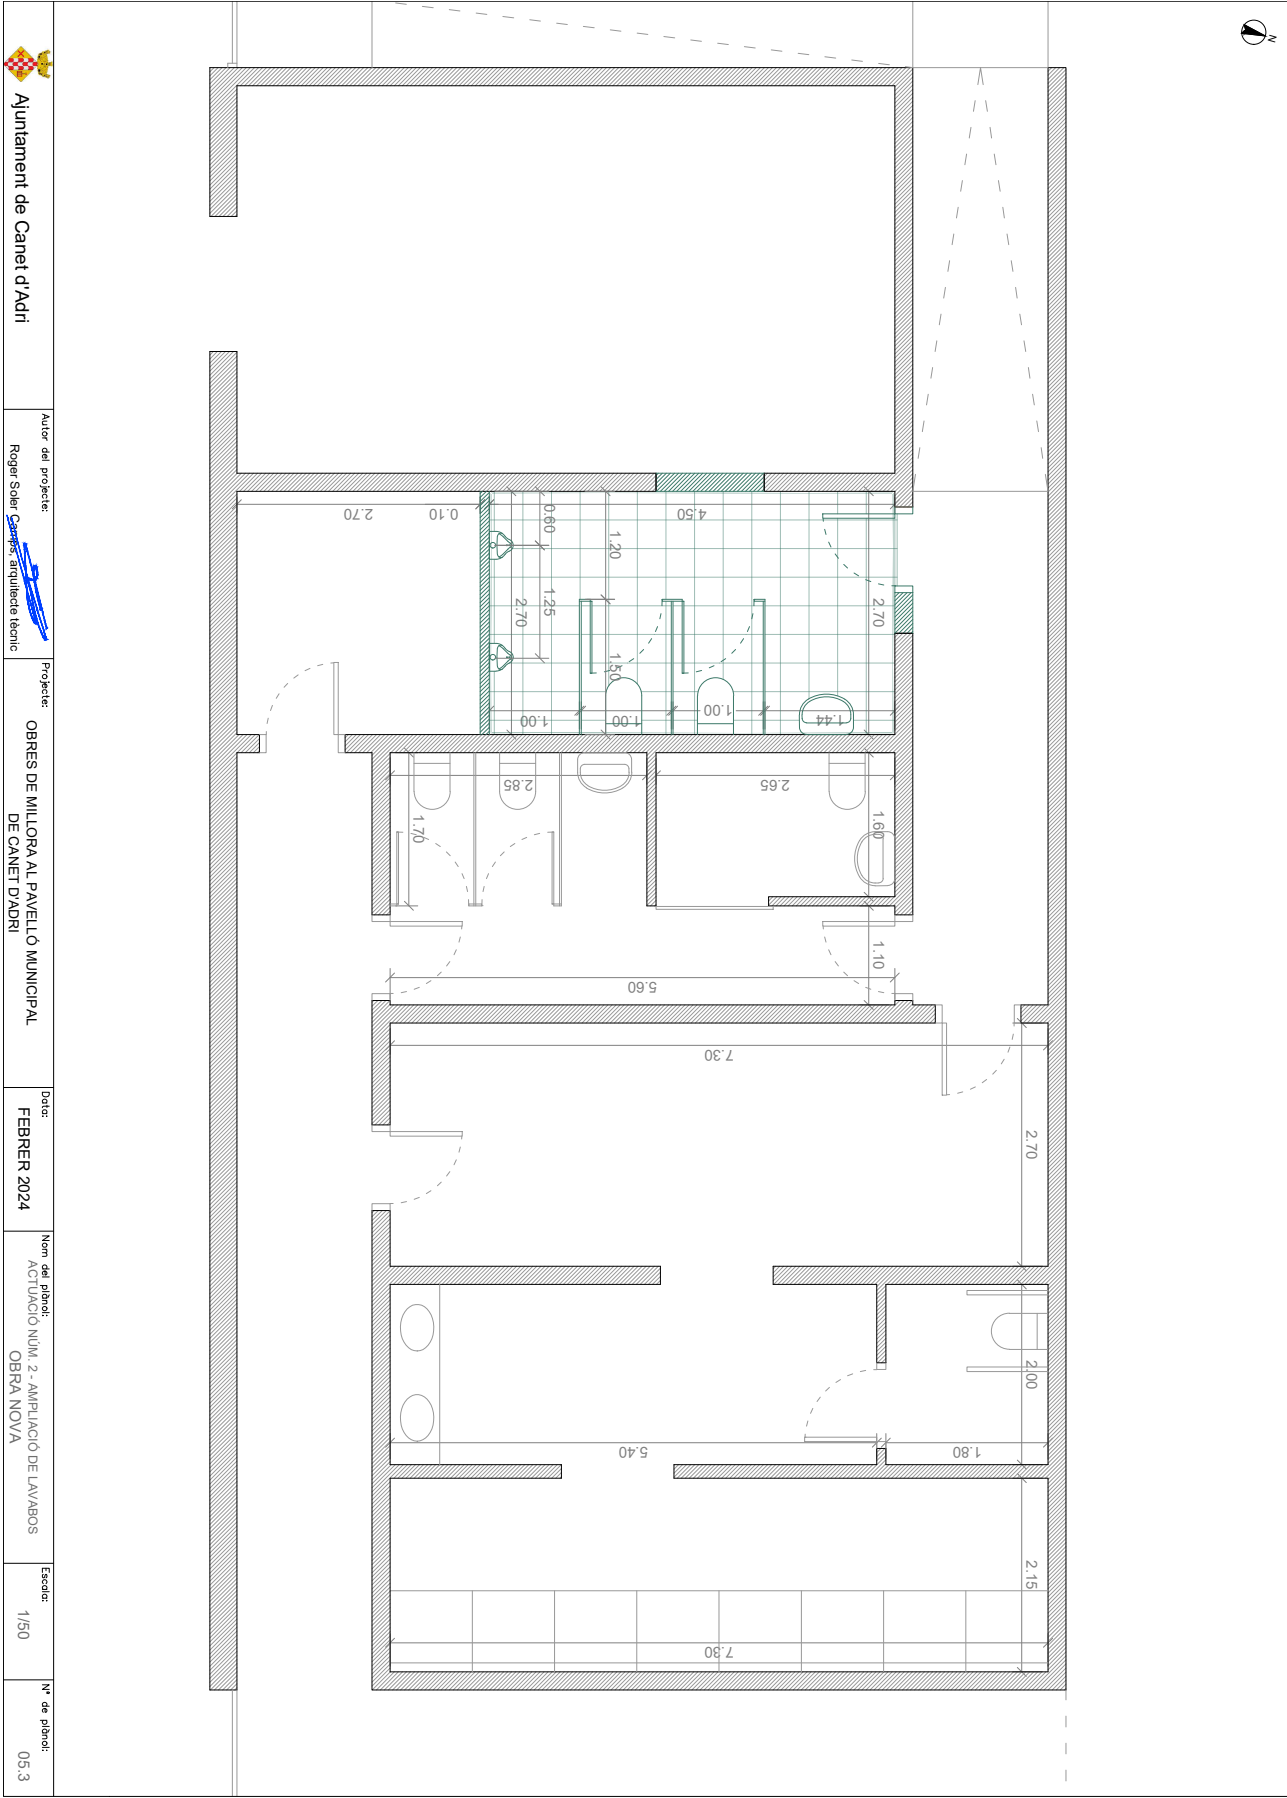 N
Ajuntament de Canet d'Adri
Autor del projecte:
Roger Soler Camps, arquitecte tècnic
Projecte:
OBRES DE MILLORA AL PAVELLÓ MUNICIPAL
DE CANET D'ADRI
Data:
FEBRER 2024
Nom del plànol:
ACTUACIÓ NÚM. 2 - AMPLIACIÓ DE LAVABOS
OBRA NOVA
Escala:
1/50
Nº de plànol:
05.3
2.70
0.10
0.60
1.20
4.50
2.70
1.25
2.70
1.50
1.00
1.00
1.00
1.44
2.85
2.65
1.70
1.60
1.10
5.60
7.30
2.70
2.00
5.40
1.80
2.15
7.30